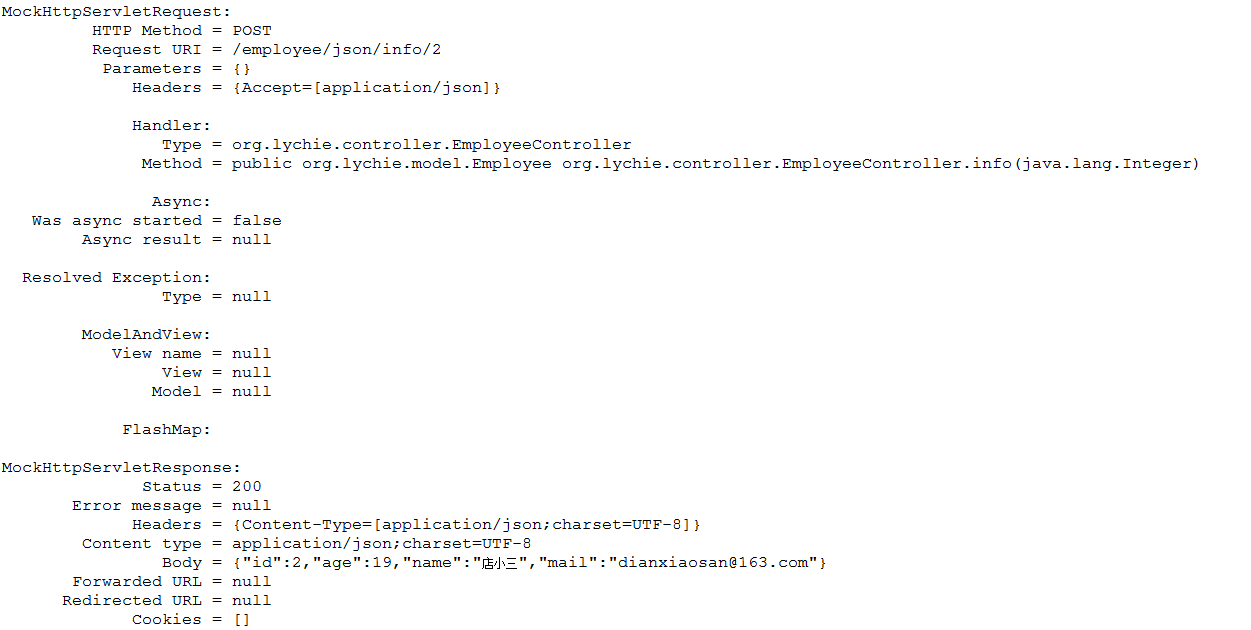 MockHttpServletRequest:
HTTP Method = POST
Request URI = /employee/json/info/2
Parameters = {}
Headers = {Accept=[application/json]}
Handler:
Type = org.lychie.controller.EmployeeController
Method = public org.lychie.model.Employee org.lychie.controller.EmployeeController.info(java.lang.Integer)
Async:
Was async started = false
Async result = null
Resolved Exception:
Type = null
ModelAndView:
View name = null
View = null
Model = null
FlashMap:
MockHttpServletResponse:
Status = 200
Error message = null
Headers = {Content-Type=[application/json;charset=UTF-8]}
Content type = application/json;charset=UTF-8
Body = {"id":2,"age":19,"name":"店小三","mail":"dianxiaosan@163.com"}
Forwarded URL = null
Redirected URL = null
Cookies = []